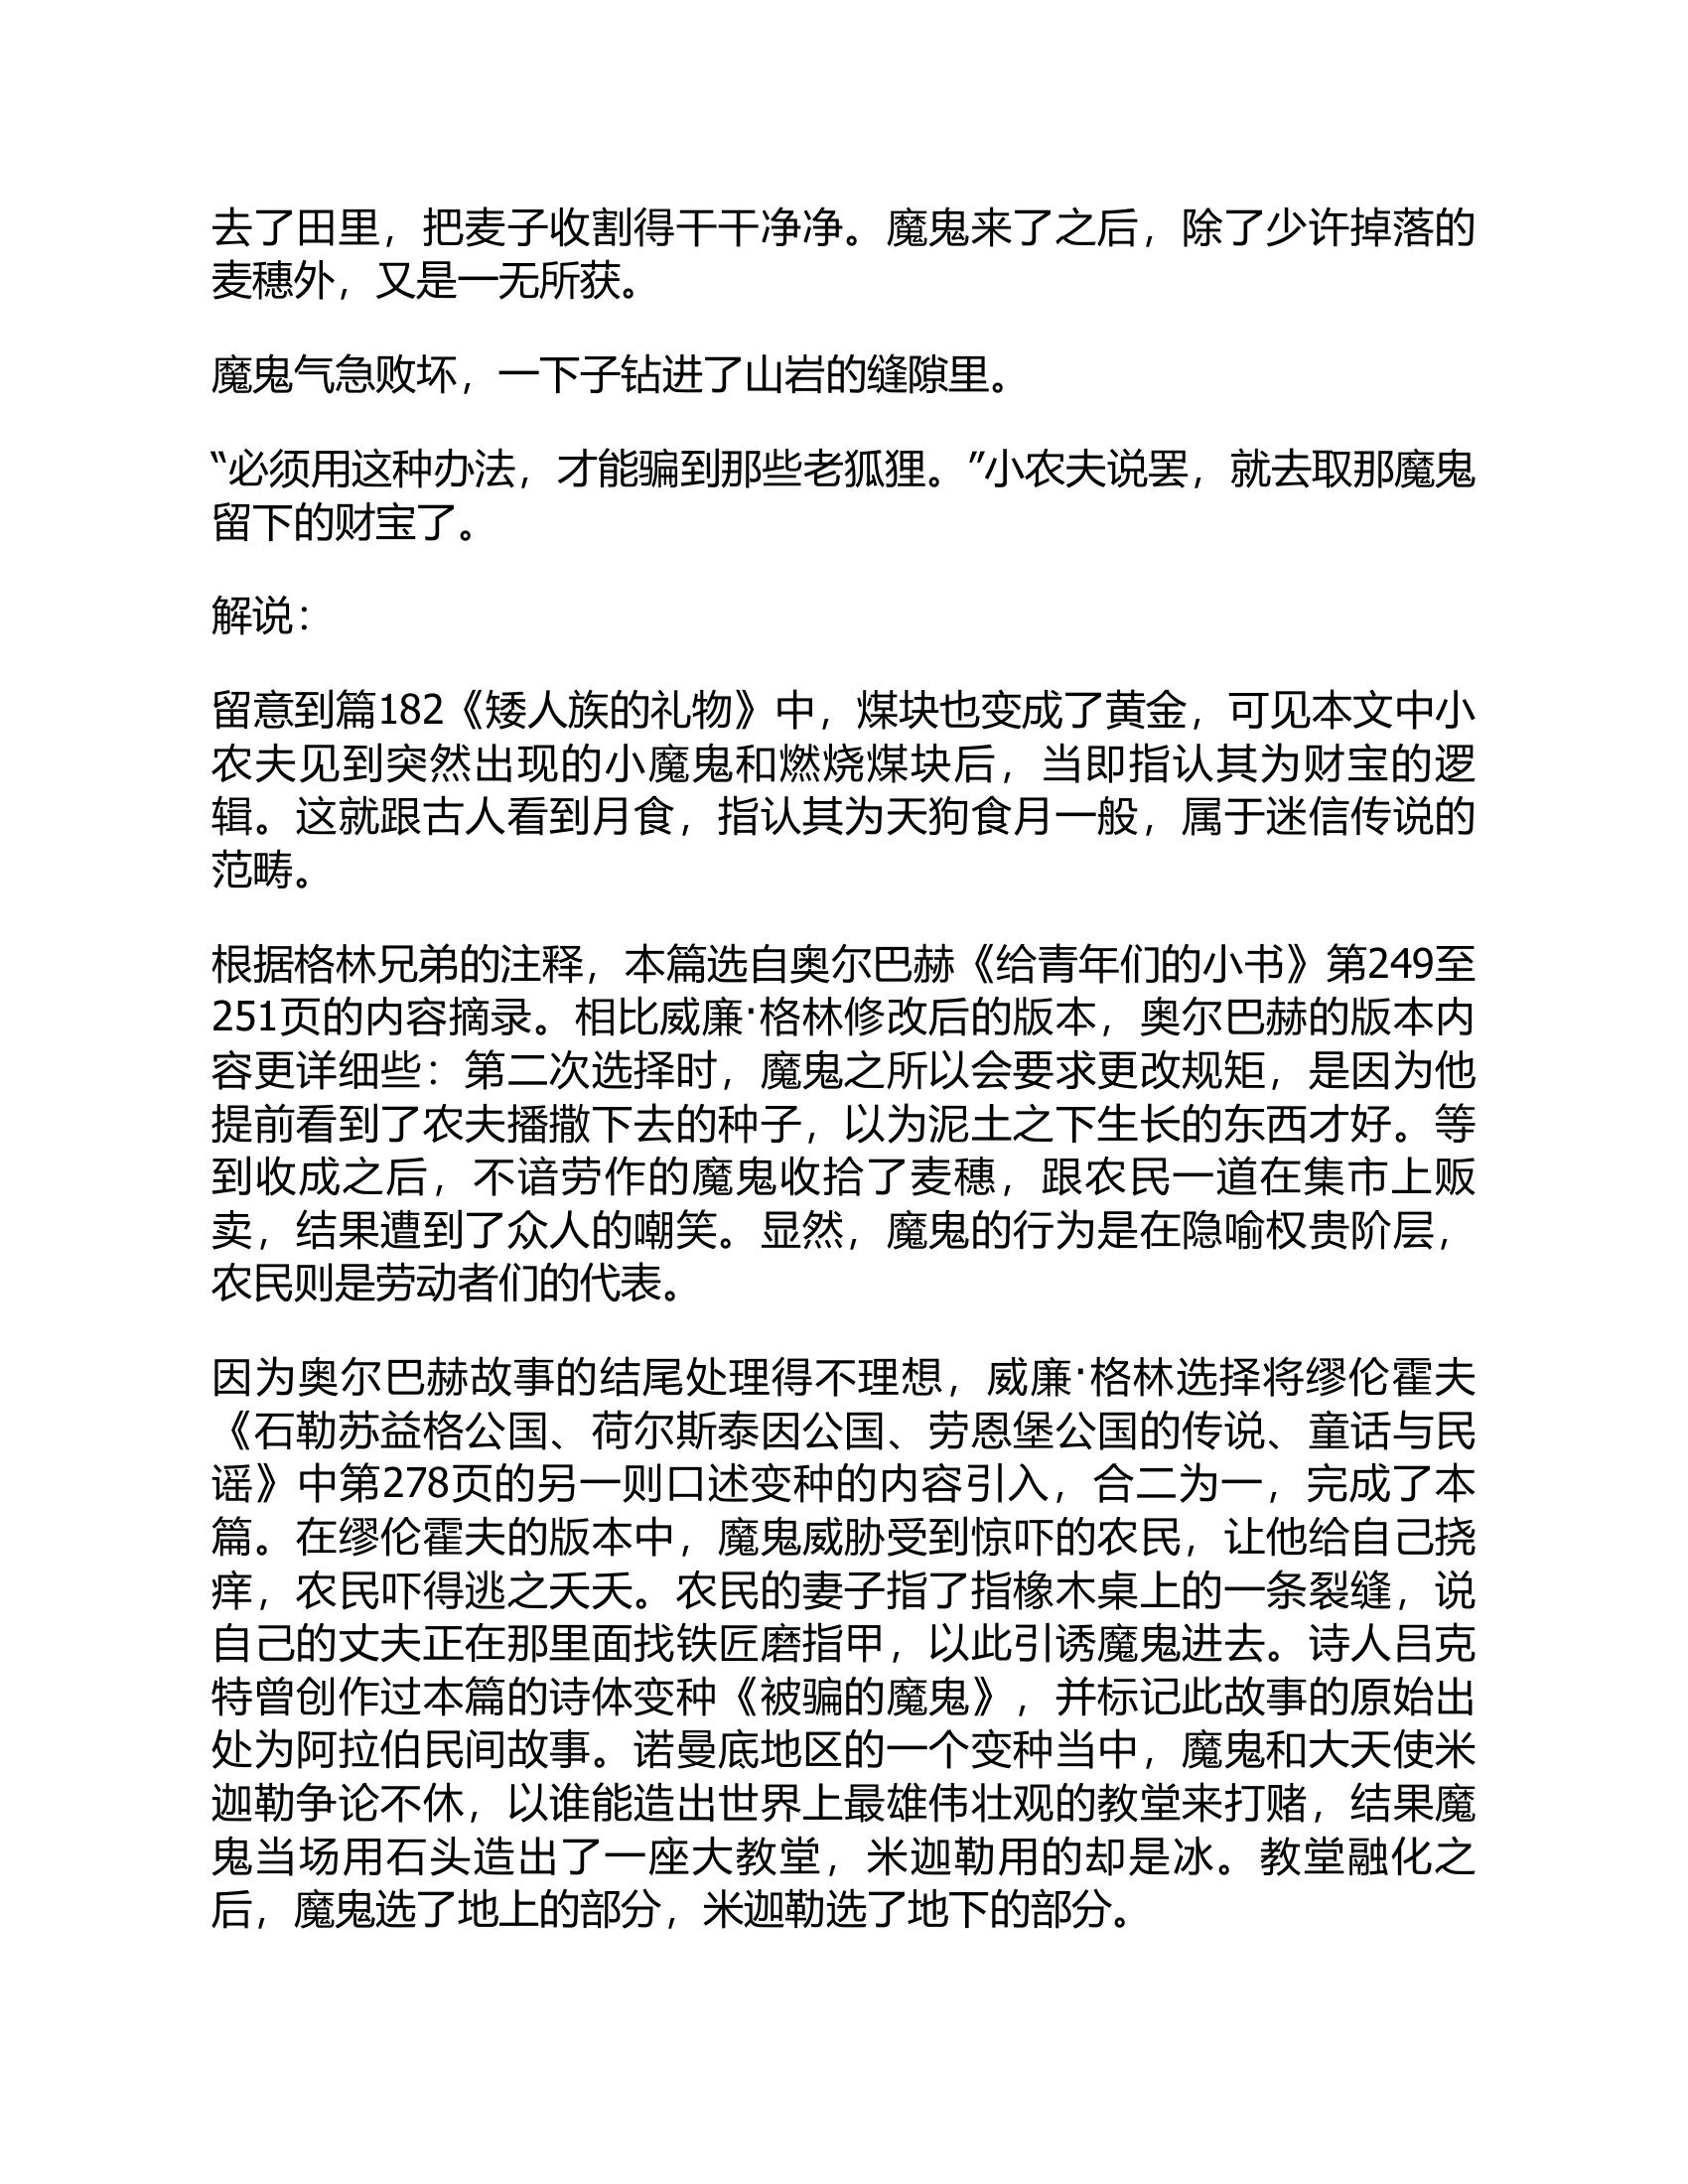 去了田里，把麦子收割得干干净净。魔鬼来了之后，除了少许掉落的
麦穗外，又是一无所获。
魔鬼气急败坏，一下子钻进了山岩的缝隙里。
“必须用这种办法，才能骗到那些老狐狸。”小农夫说罢，就去取那魔鬼
留下的财宝了。
解说：
留意到篇182《矮人族的礼物》中，煤块也变成了黄金，可见本文中小
农夫见到突然出现的小魔鬼和燃烧煤块后，当即指认其为财宝的逻
辑。这就跟古人看到月食，指认其为天狗食月一般，属于迷信传说的
范畴。
根据格林兄弟的注释，本篇选自奥尔巴赫《给青年们的小书》第249至
251页的内容摘录。相比威廉·格林修改后的版本，奥尔巴赫的版本内
容更详细些：第二次选择时，魔鬼之所以会要求更改规矩，是因为他
提前看到了农夫播撒下去的种子，以为泥土之下生长的东西才好。等
到收成之后，不谙劳作的魔鬼收拾了麦穗，跟农民一道在集市上贩
卖，结果遭到了众人的嘲笑。显然，魔鬼的行为是在隐喻权贵阶层，
农民则是劳动者们的代表。
因为奥尔巴赫故事的结尾处理得不理想，威廉·格林选择将缪伦霍夫
《石勒苏益格公国、荷尔斯泰因公国、劳恩堡公国的传说、童话与民
谣》中第278页的另一则口述变种的内容引入，合二为一，完成了本
篇。在缪伦霍夫的版本中，魔鬼威胁受到惊吓的农民，让他给自己挠
痒，农民吓得逃之夭夭。农民的妻子指了指橡木桌上的一条裂缝，说
自己的丈夫正在那里面找铁匠磨指甲，以此引诱魔鬼进去。诗人吕克
特曾创作过本篇的诗体变种《被骗的魔鬼》，并标记此故事的原始出
处为阿拉伯民间故事。诺曼底地区的一个变种当中，魔鬼和大天使米
迦勒争论不休，以谁能造出世界上最雄伟壮观的教堂来打赌，结果魔
鬼当场用石头造出了一座大教堂，米迦勒用的却是冰。教堂融化之
后，魔鬼选了地上的部分，米迦勒选了地下的部分。